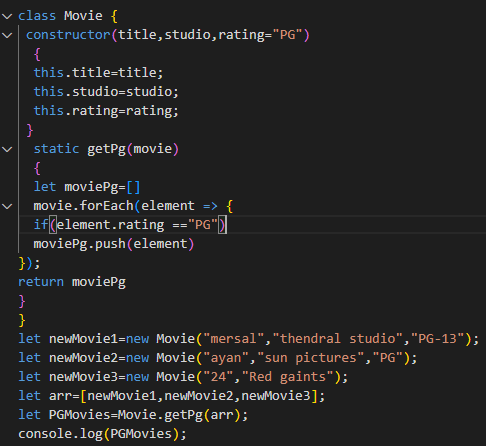 class Movie {
constructor(title,studio,rating="PG")
{
this.title=title;
this.studio=studio;
this.rating=rating;
}
static getPg(movie)
{
let moviePg=[]
movie.forEach(element => {
if(element.rating =="PG")
moviePg.push(element)
});
return moviePg
}
}
let newMovie1=new Movie("mersal","thendral studio","PG-13");
let newMovie2=new Movie("ayan","sun pictures","PG");
let newMovie3=new Movie("24","Red gaints");
let arr=[newMovie1,newMovie2,newMovie3];
let PGMovies=Movie.getPg(arr);
console.log(PGMovies);